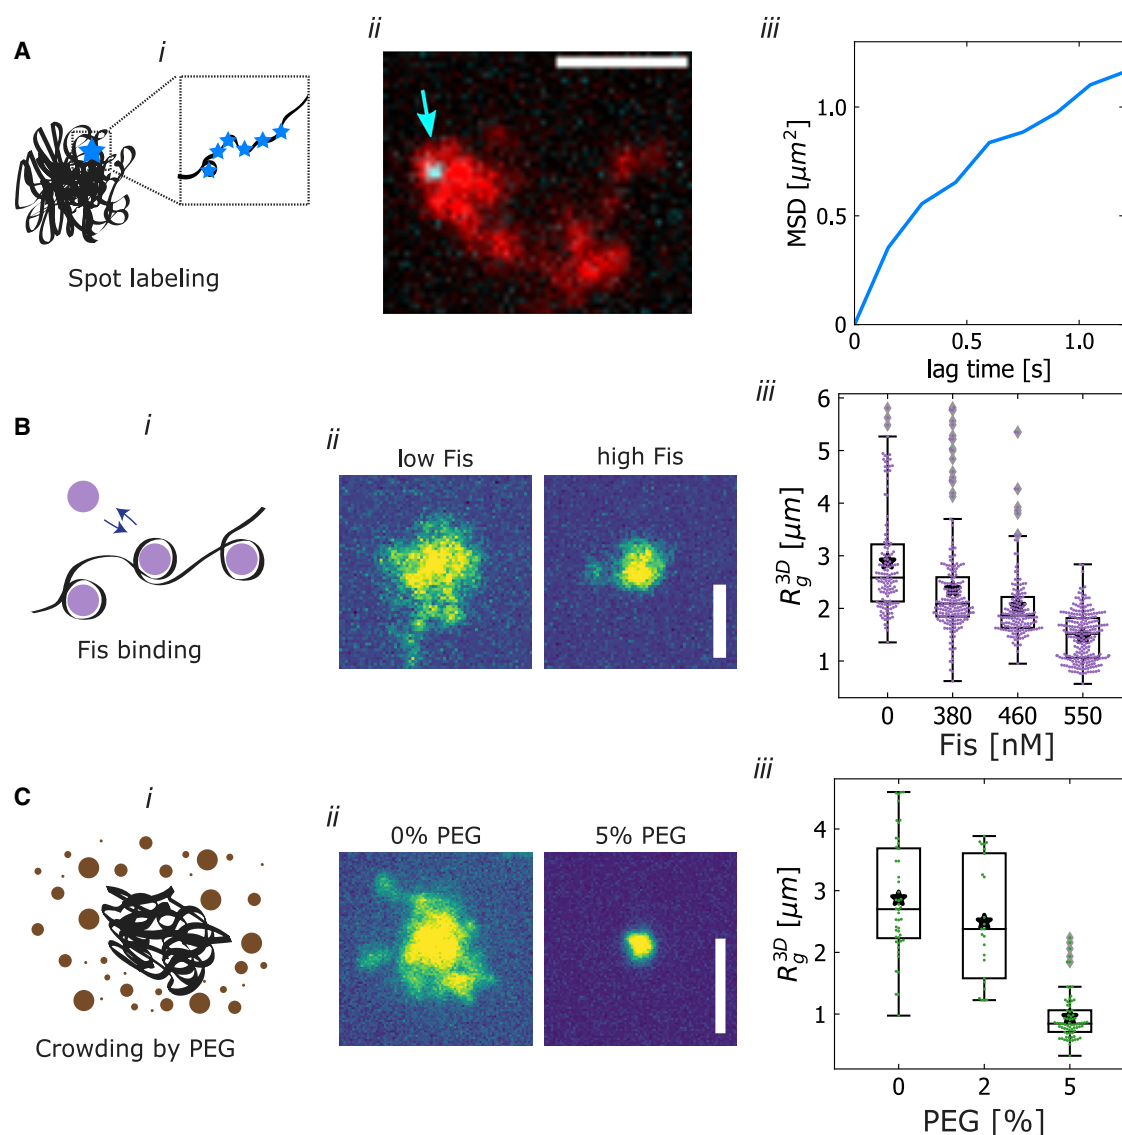 A
i
Spot labeling
ii
iii
MSD [μm²]
1.0
0.5
0
0 0.5 1.0
lag time [s]
B
i
Fis binding
ii
low Fis
high Fis
iii
R_g^3D [μm]
6
5
4
3
2
1
0 380 460 550
Fis [nM]
C
i
Crowding by PEG
ii
0% PEG
5% PEG
iii
R_g^3D [μm]
4
3
2
1
0 2 5
PEG [%]